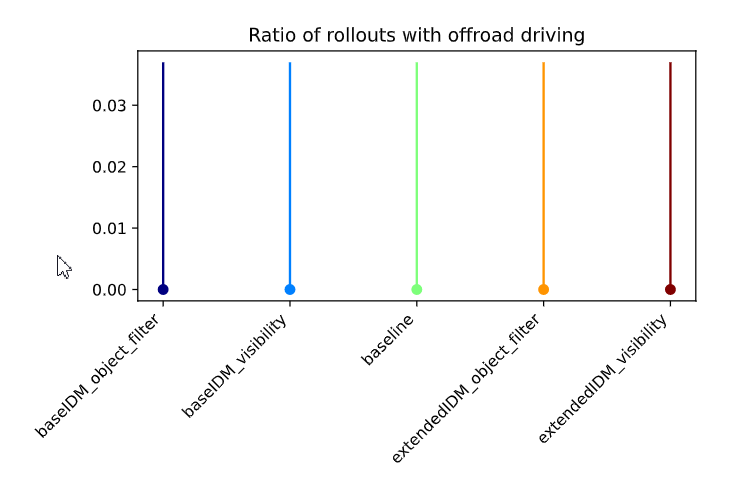 Ratio of rollouts with offroad driving
0.03
0.02
0.01
0.00
baseIDM_object_filter
baseIDM_visibility
baseline
extendedIDM_object_filter
extendedIDM_visibility